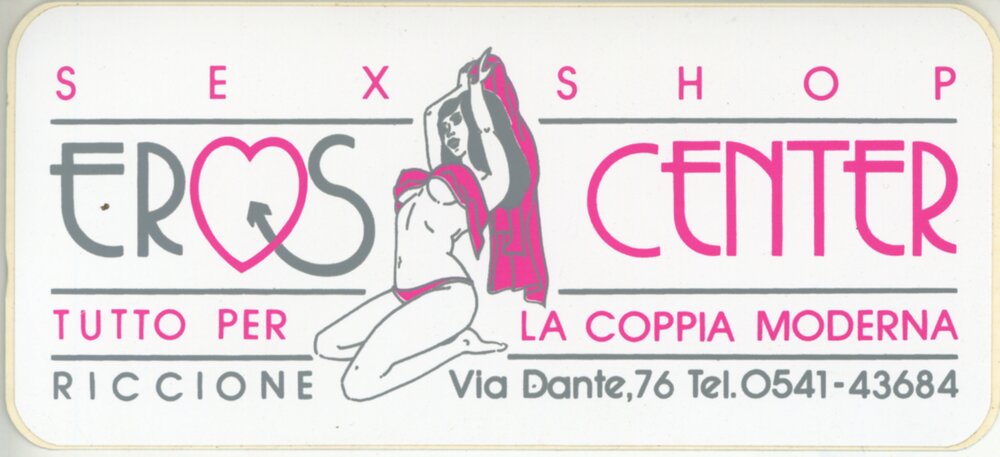 SEX SHOP
EROS CENTER
TUTTO PER LA COPPIA MODERNA
RICCIONE Via Dante,76 Tel.0541-43684